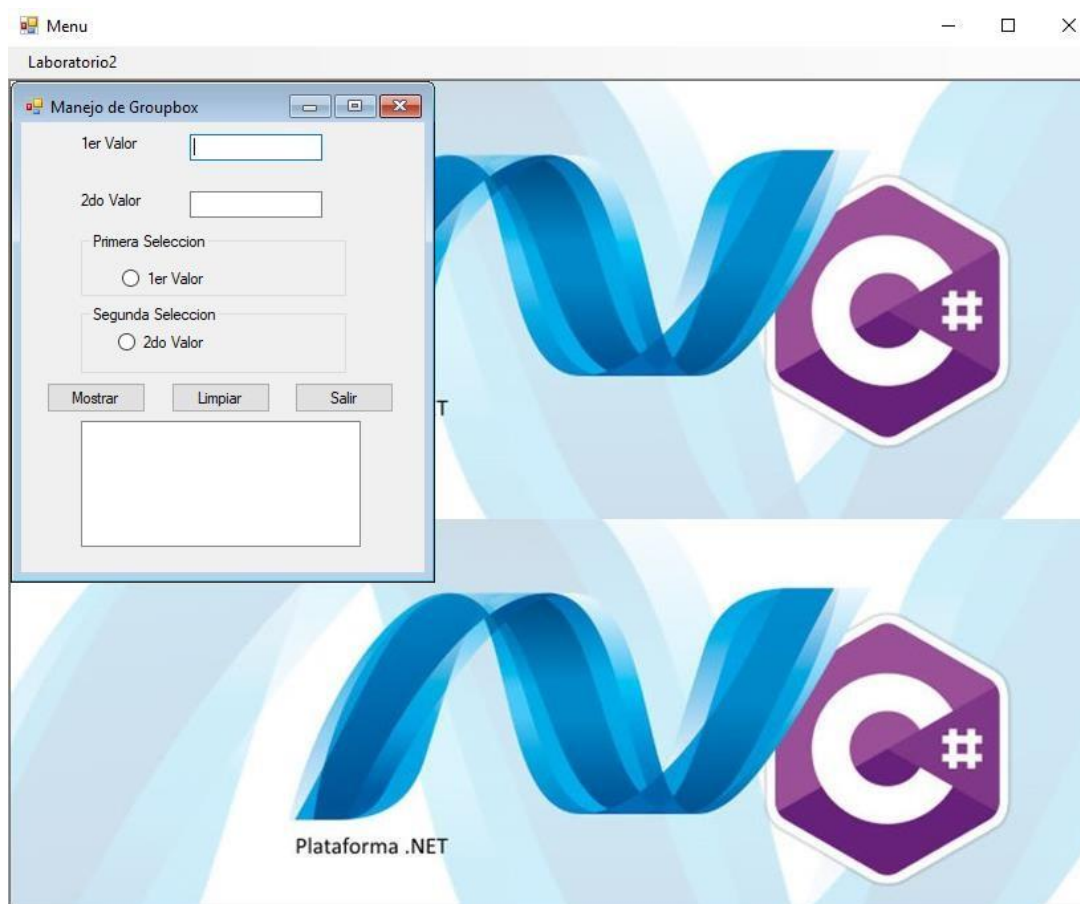 Menu
Laboratorio2
Manejo de Groupbox
1er Valor
2do Valor
Primera Seleccion
1er Valor
Segunda Seleccion
2do Valor
Mostrar Limpiar Salir
T
C#
Plataforma .NET
C#